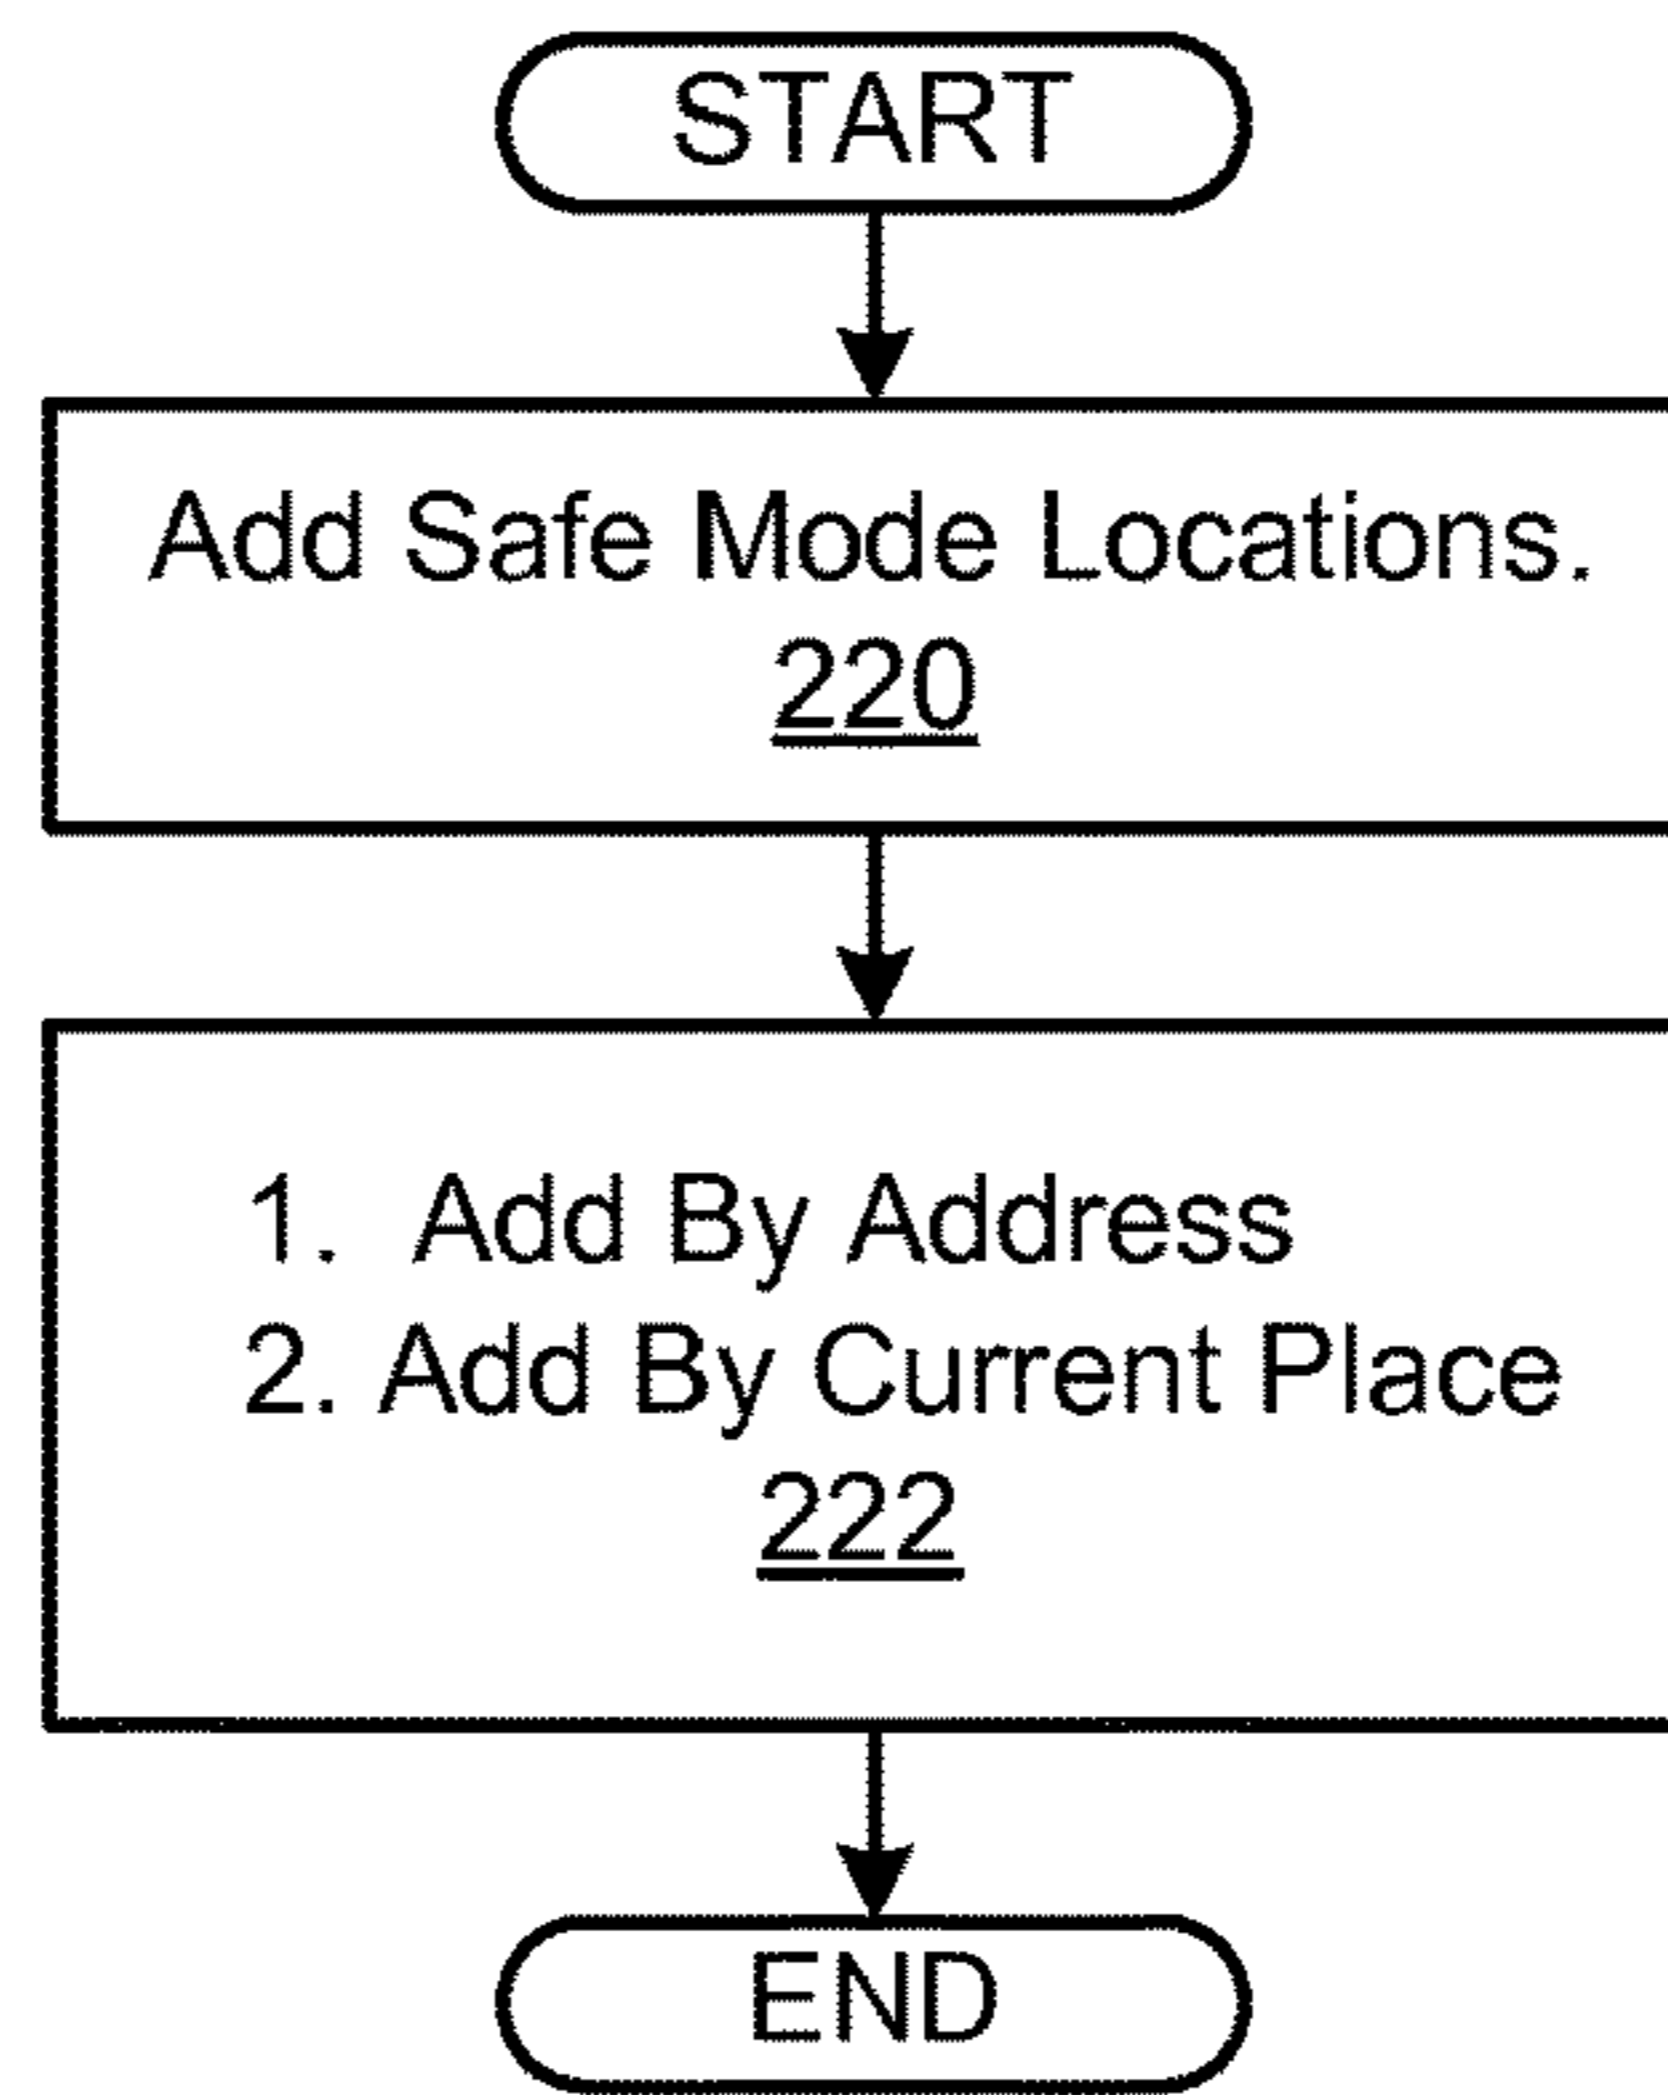 START
Add Safe Mode Locations.
220
1. Add By Address
2. Add By Current Place
222
END